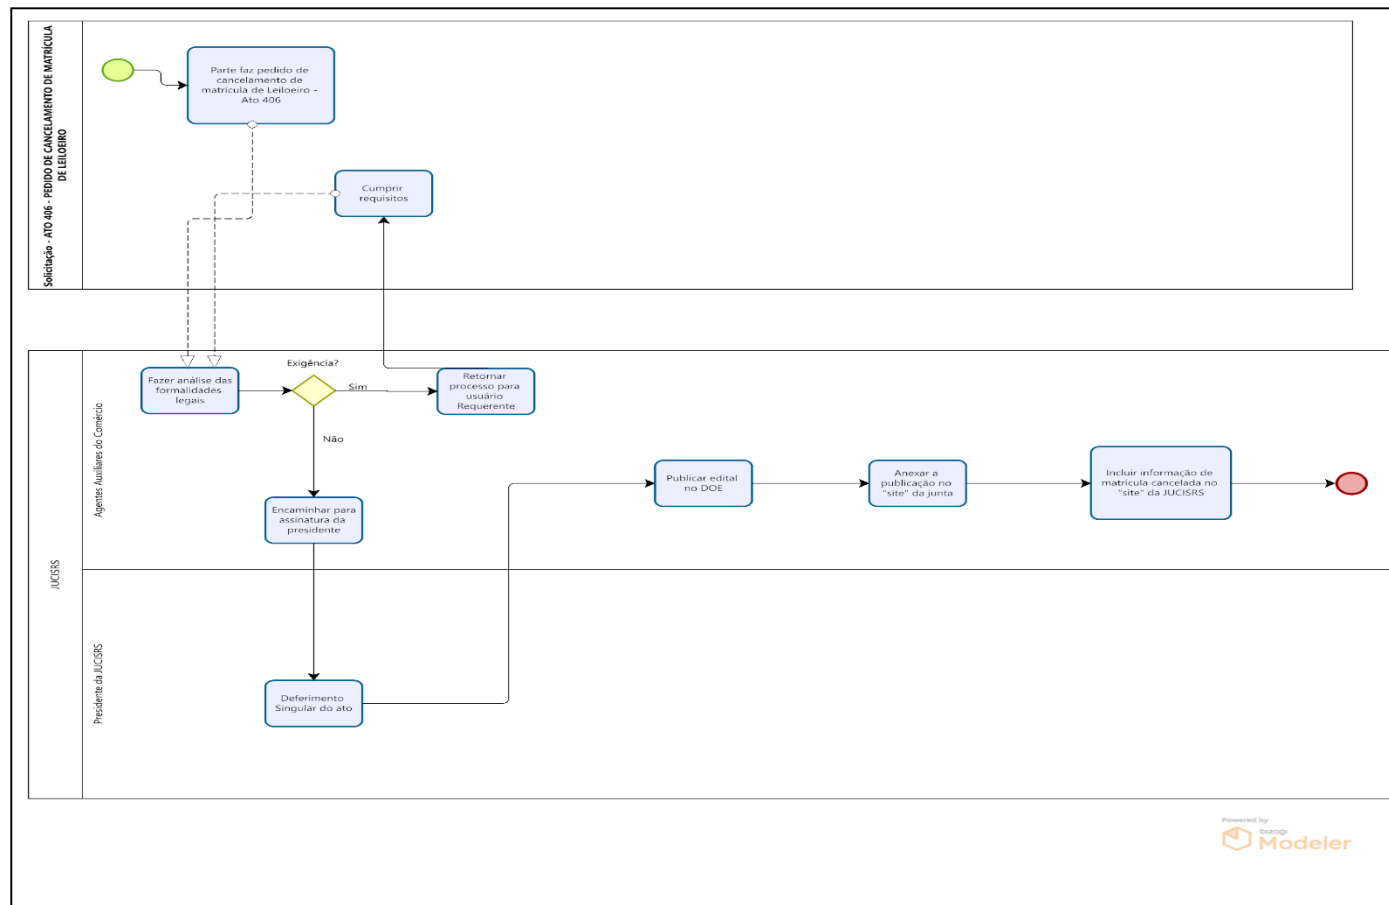 Solicitação - ATO 406 - PEDIDO DE CANCELAMENTO DE MATRÍCULA
DE LEILOEIRO
Parte faz pedido de
cancelamento de
matrícula de Leiloeiro -
Ato 406
Cumprir
requisitos
JUCISRS
Agentes Auxiliares do Comércio
Fazer análise das
formalidades
legais
Exigência?
Sim
Retornar
processo para
usuário
Requerente
Não
Encaminhar para
assinatura da
presidente
Publicar edital
no DOE
Anexar a
publicação no
"site" da junta
Incluir informação de
matrícula cancelada no
"site" da JUCISRS
Presidente da JUCISRS
Deferimento
Singular do ato
Powered by
bizagi
Modeler